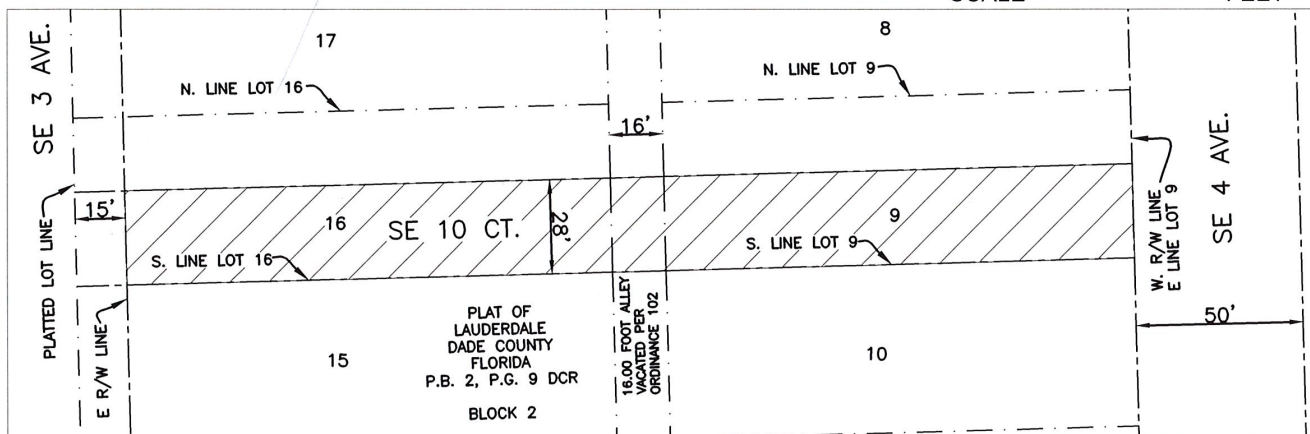 SE 3 AVE.
17
8
N. LINE LOT 16
N. LINE LOT 9
16'
SE 4 AVE.
W. R/W LINE
E LINE LOT 9
15'
16
SE 10 CT.
28'
9
S. LINE LOT 16
S. LINE LOT 9
PLATTED LOT LINE
E R/W LINE
50'
PLAT OF
LAUDERDALE
DADE COUNTY
FLORIDA
P.B. 2, P.G. 9 DCR
BLOCK 2
16.00 FOOT ALLEY
VACATED PER
ORDINANCE 102
15
10